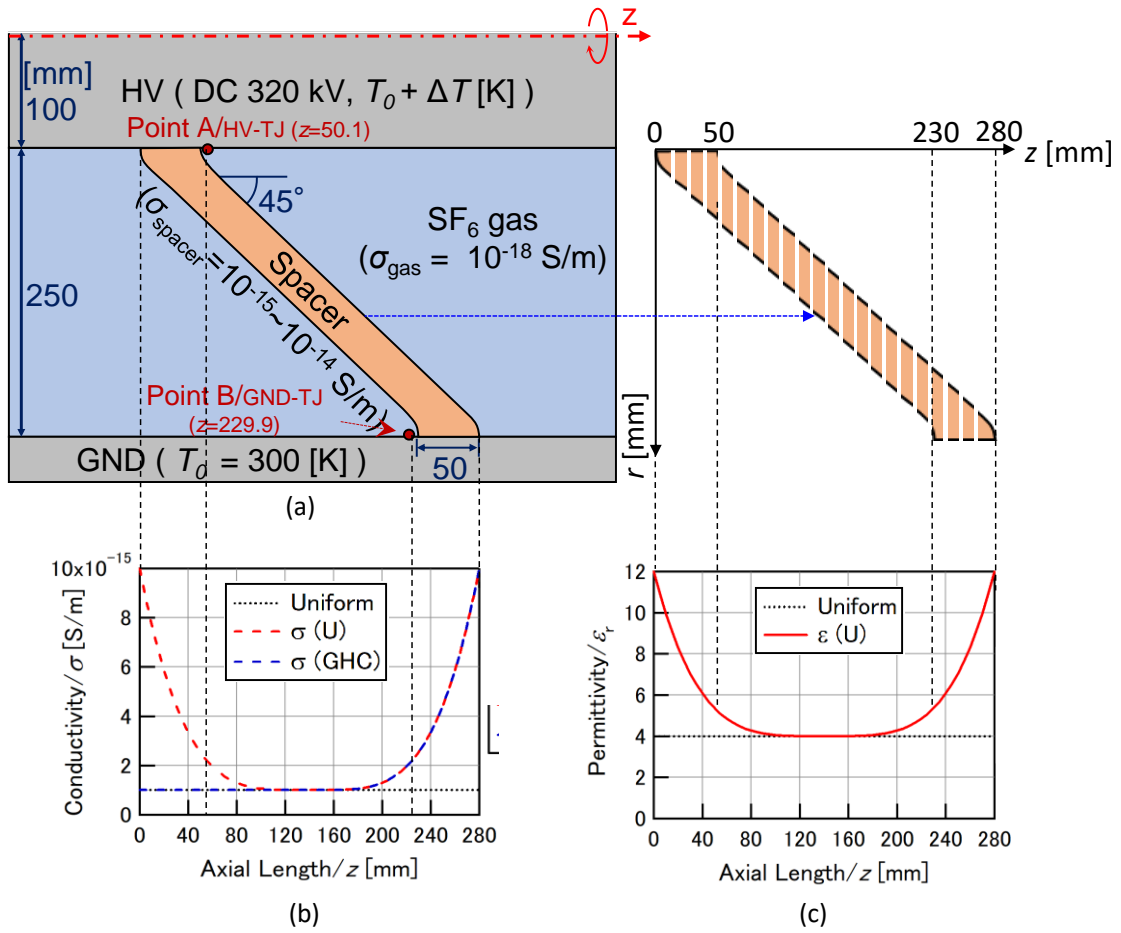 z
[mm]
100
HV ( DC 320 kV, T0 + ΔT [K] )
Point A/HV-TJ (z=50.1)
45°
SF6 gas
(σgas = 10-18 S/m)
Spacer
(σspacer =10-15~10-14 S/m)
250
Point B/GND-TJ
(z=229.9)
GND ( T0 = 300 [K] )
50
(a)
0 50 230 280
z [mm]
r [mm]
10x10-15
8
6
4
2
0
Conductivity/ σ [S/m]
Uniform
σ (U)
σ (GHC)
0 40 80 120 160 200 240 280
Axial Length/z [mm]
(b)
12
10
8
6
4
2
0
Permittivity/εr
Uniform
ε (U)
0 40 80 120 160 200 240 280
Axial Length/z [mm]
(c)